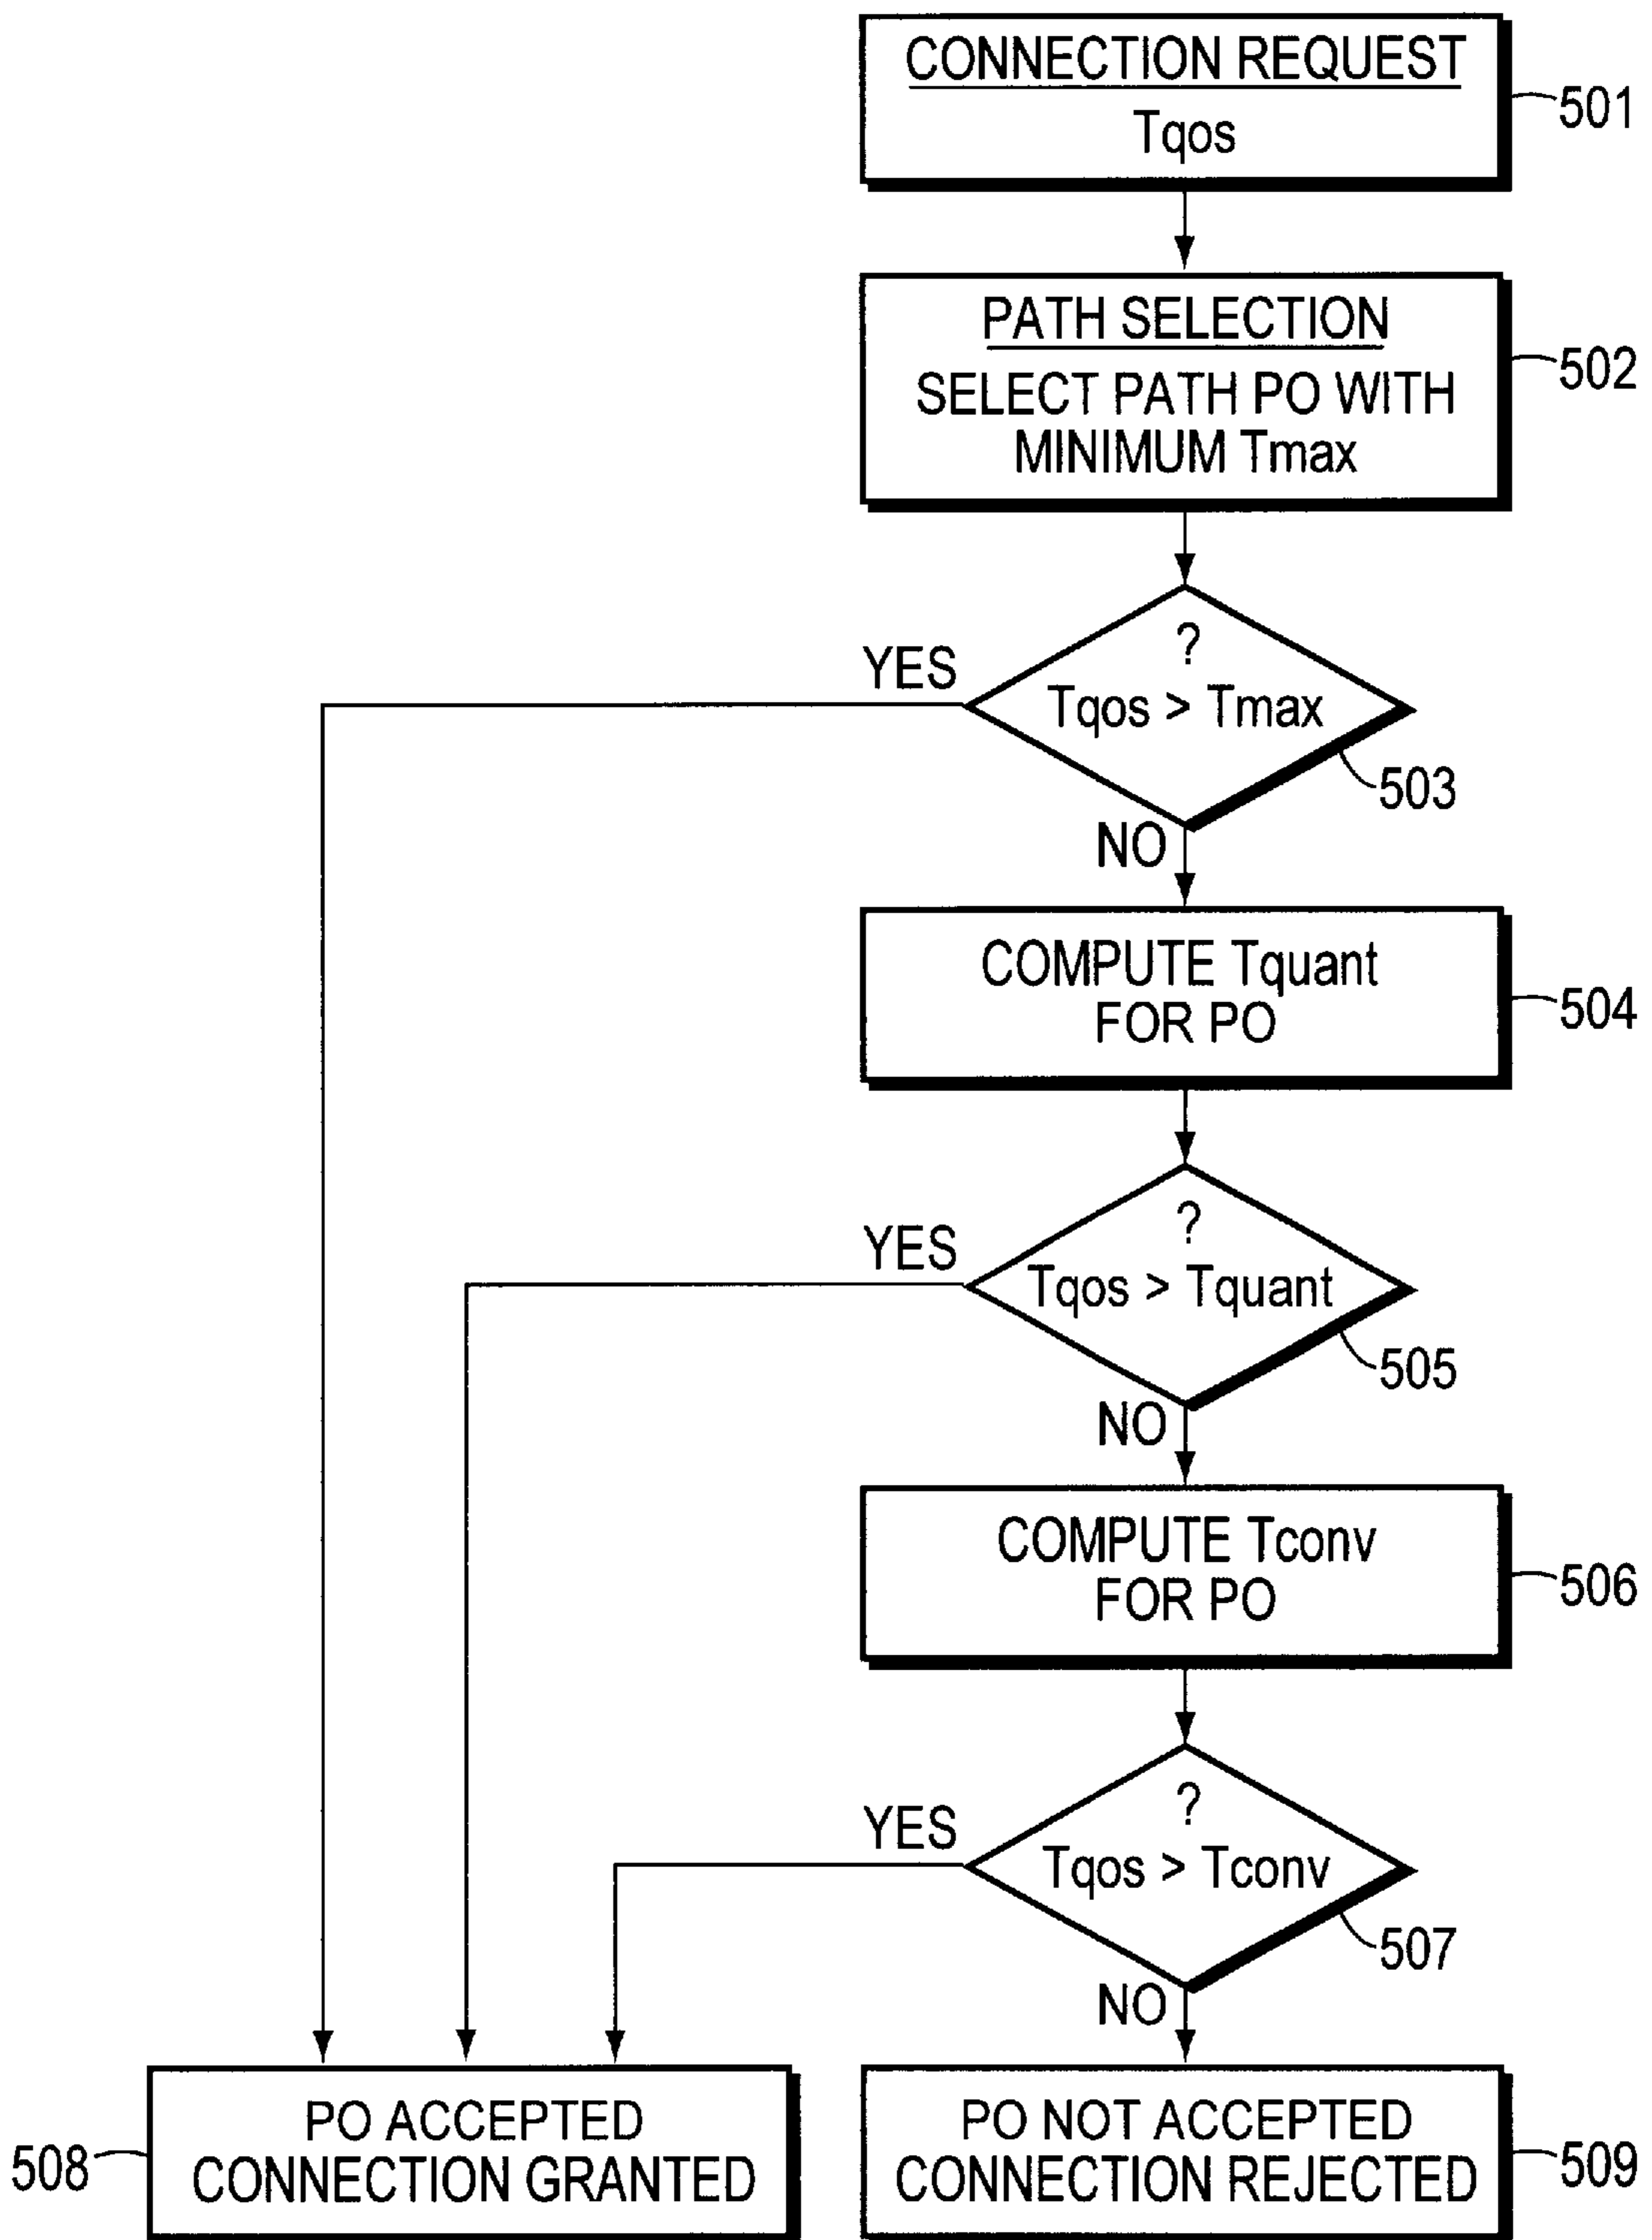 CONNECTION REQUEST
Tqos
501
PATH SELECTION
SELECT PATH PO WITH
MINIMUM Tmax
502
?
Tqos > Tmax
YES
503
NO
COMPUTE Tquant
FOR PO
504
?
Tqos > Tquant
YES
505
NO
COMPUTE Tconv
FOR PO
506
?
Tqos > Tconv
YES
507
NO
PO ACCEPTED
CONNECTION GRANTED
508
PO NOT ACCEPTED
CONNECTION REJECTED
509